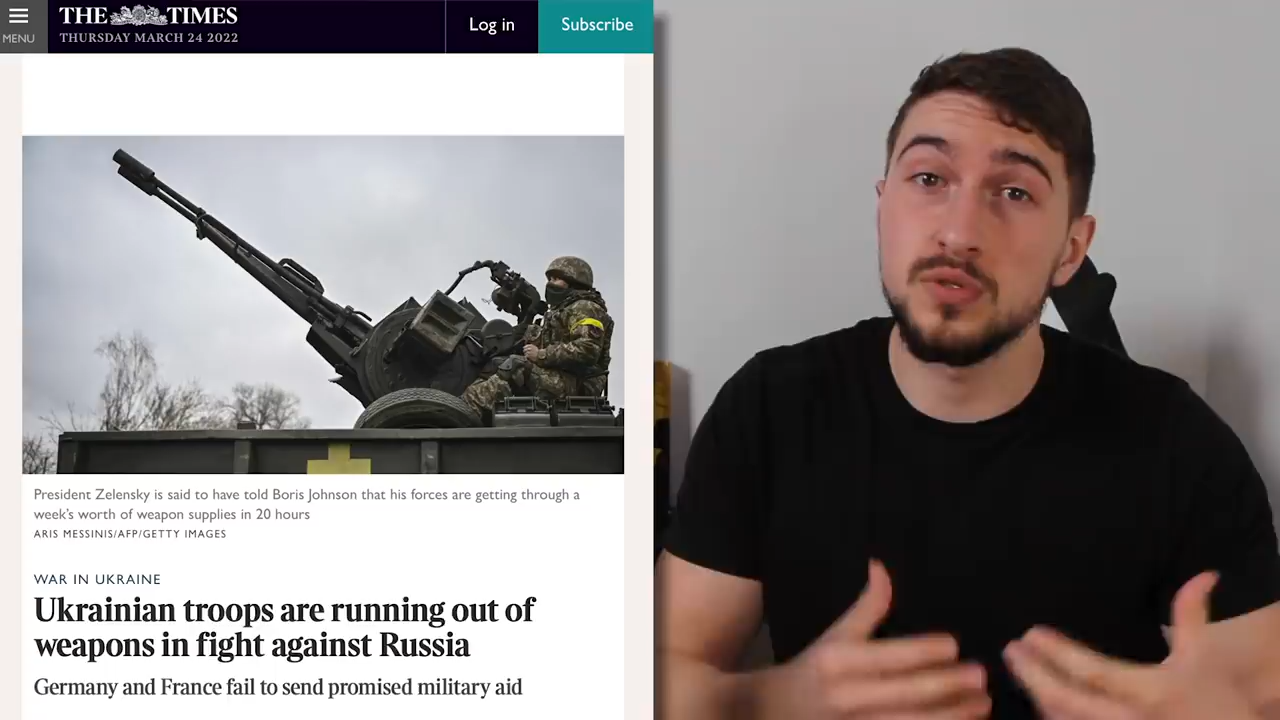 THE TIMES
MENU
THURSDAY MARCH 24 2022
Log in
Subscribe
President Zelensky is said to have told Boris Johnson that his forces are getting through a
week's worth of weapon supplies in 20 hours
ARIS MESSINIS/AFP/GETTY IMAGES
WAR IN UKRAINE
Ukrainian troops are running out of
weapons in fight against Russia
Germany and France fail to send promised military aid